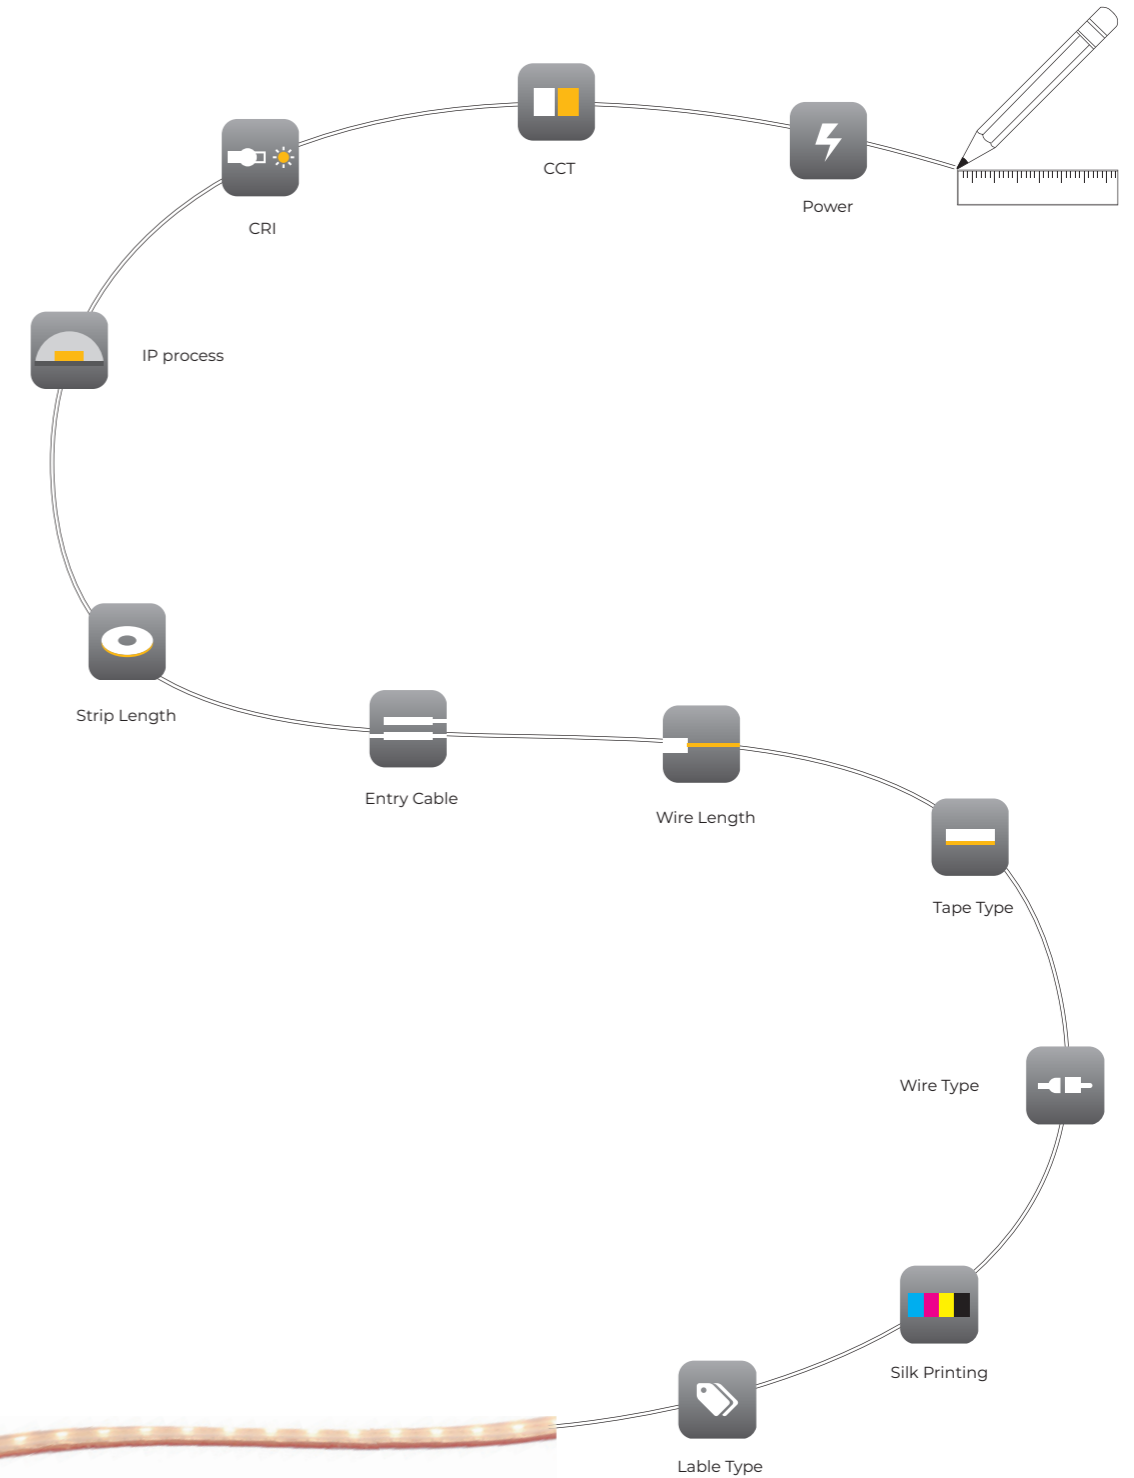 CCT
Power
CRI
IP process
Strip Length
Entry Cable
Wire Length
Tape Type
Wire Type
Silk Printing
Lable Type